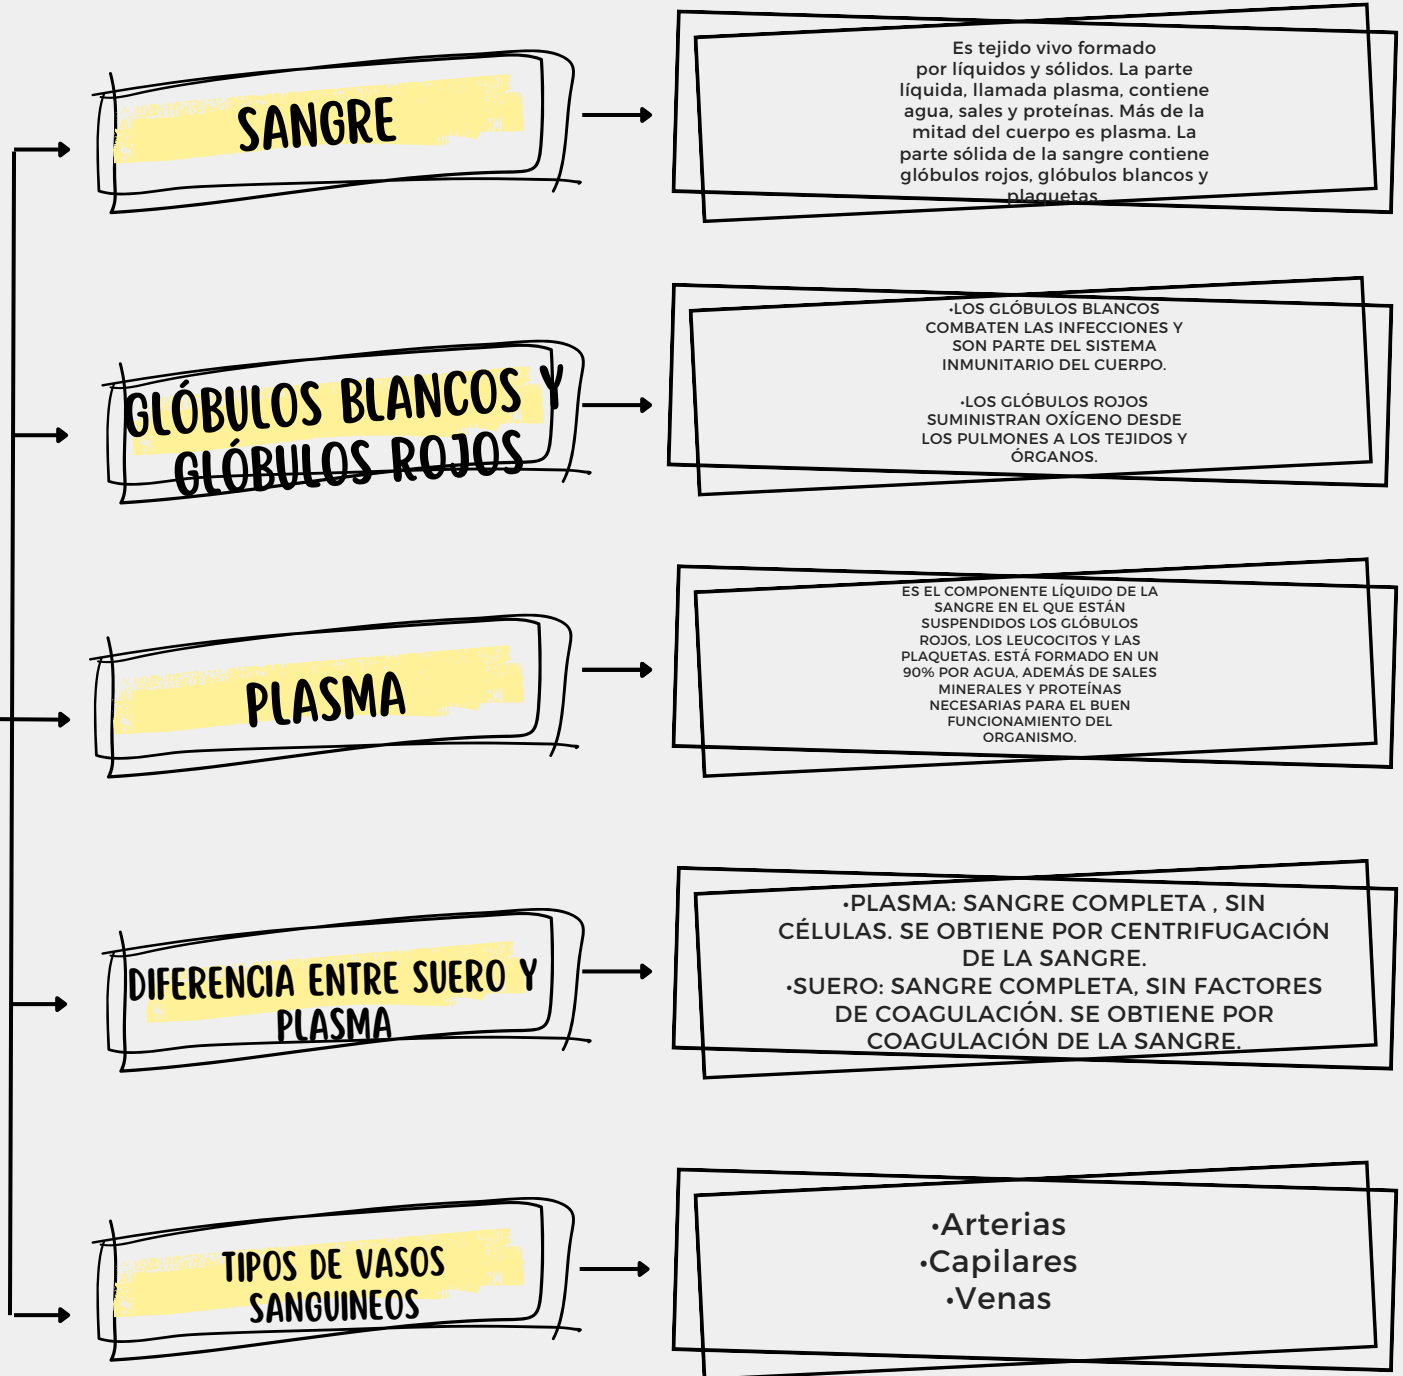 SANGRE
Es tejido vivo formado
por líquidos y sólidos. La parte
líquida, llamada plasma, contiene
agua, sales y proteínas. Más de la
mitad del cuerpo es plasma. La
parte sólida de la sangre contiene
glóbulos rojos, glóbulos blancos y
plaquetas
GLÓBULOS BLANCOS Y
GLÓBULOS ROJOS
•LOS GLÓBULOS BLANCOS
COMBATEN LAS INFECCIONES Y
SON PARTE DEL SISTEMA
INMUNITARIO DEL CUERPO.
•LOS GLÓBULOS ROJOS
SUMINISTRAN OXÍGENO DESDE
LOS PULMONES A LOS TEJIDOS Y
ÓRGANOS.
PLASMA
ES EL COMPONENTE LÍQUIDO DE LA
SANGRE EN EL QUE ESTÁN
SUSPENDIDOS LOS GLÓBULOS
ROJOS, LOS LEUCOCITOS Y LAS
PLAQUETAS. ESTÁ FORMADO EN UN
90% POR AGUA, ADEMÁS DE SALES
MINERALES Y PROTEÍNAS
NECESARIAS PARA EL BUEN
FUNCIONAMIENTO DEL
ORGANISMO.
DIFERENCIA ENTRE SUERO Y
PLASMA
•PLASMA: SANGRE COMPLETA , SIN
CÉLULAS. SE OBTIENE POR CENTRIFUGACIÓN
DE LA SANGRE.
•SUERO: SANGRE COMPLETA, SIN FACTORES
DE COAGULACIÓN. SE OBTIENE POR
COAGULACIÓN DE LA SANGRE.
TIPOS DE VASOS
SANGUINEOS
•Arterias
•Capilares
•Venas